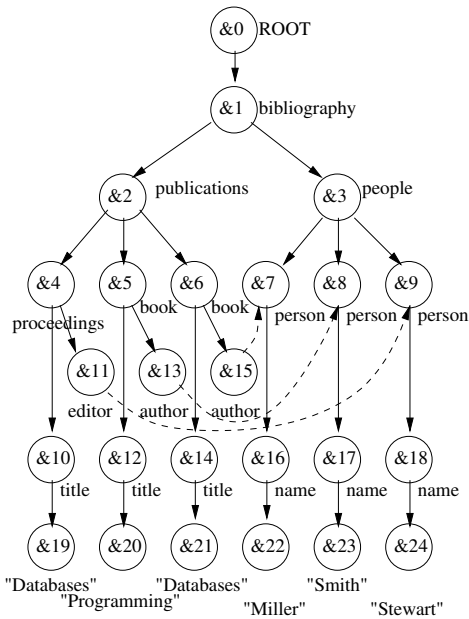 &0 ROOT
&1 bibliography
&2 publications &3 people
&4 &5 &6 &7 &8 &9
book book person person person
proceedings
&11 &13 &15
editor author author
&10 &12 &14 &16 &17 &18
title title title name name name
&19 &20 &21 &22 &23 &24
"Databases" "Databases" "Smith"
"Programming" "Miller" "Stewart"